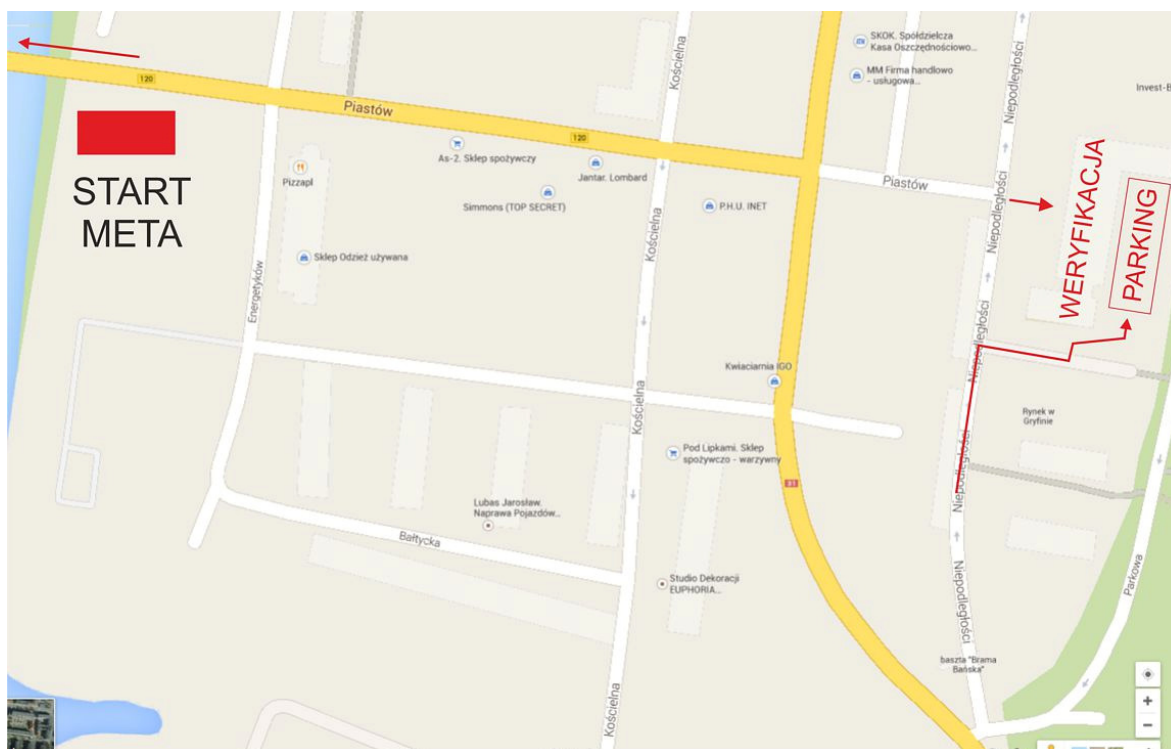 120
Piastów
120
Piastów
START
META
WERYFIKACJA
PARKING
SKOK. Spółdzielcza
Kasa Oszczędnościowo...
MM Firma handlowo
- usługowa...
Kościelna
Niepodległości
Niepodległości
Niepodległości
Niepodległości
Niepodległości
Niepodległości
As-2. Sklep spożywczy
Jantar. Lombard
Pizzapl
Simmons (TOP SECRET)
P.H.U. INET
Sklep Odzież używana
Energetyków
Kościelna
Kościelna
Kwiaciarnia IGO
Rynek w
Gryfinie
Pod Lipkami. Sklep
spożywczo - warzywny
31
Lubas Jarosław.
Naprawa Pojazdów...
Bałtycka
Studio Dekoracji
EUPHORIA...
Parkowa
baszta "Brama
Bańska"
Kościelna
+
−